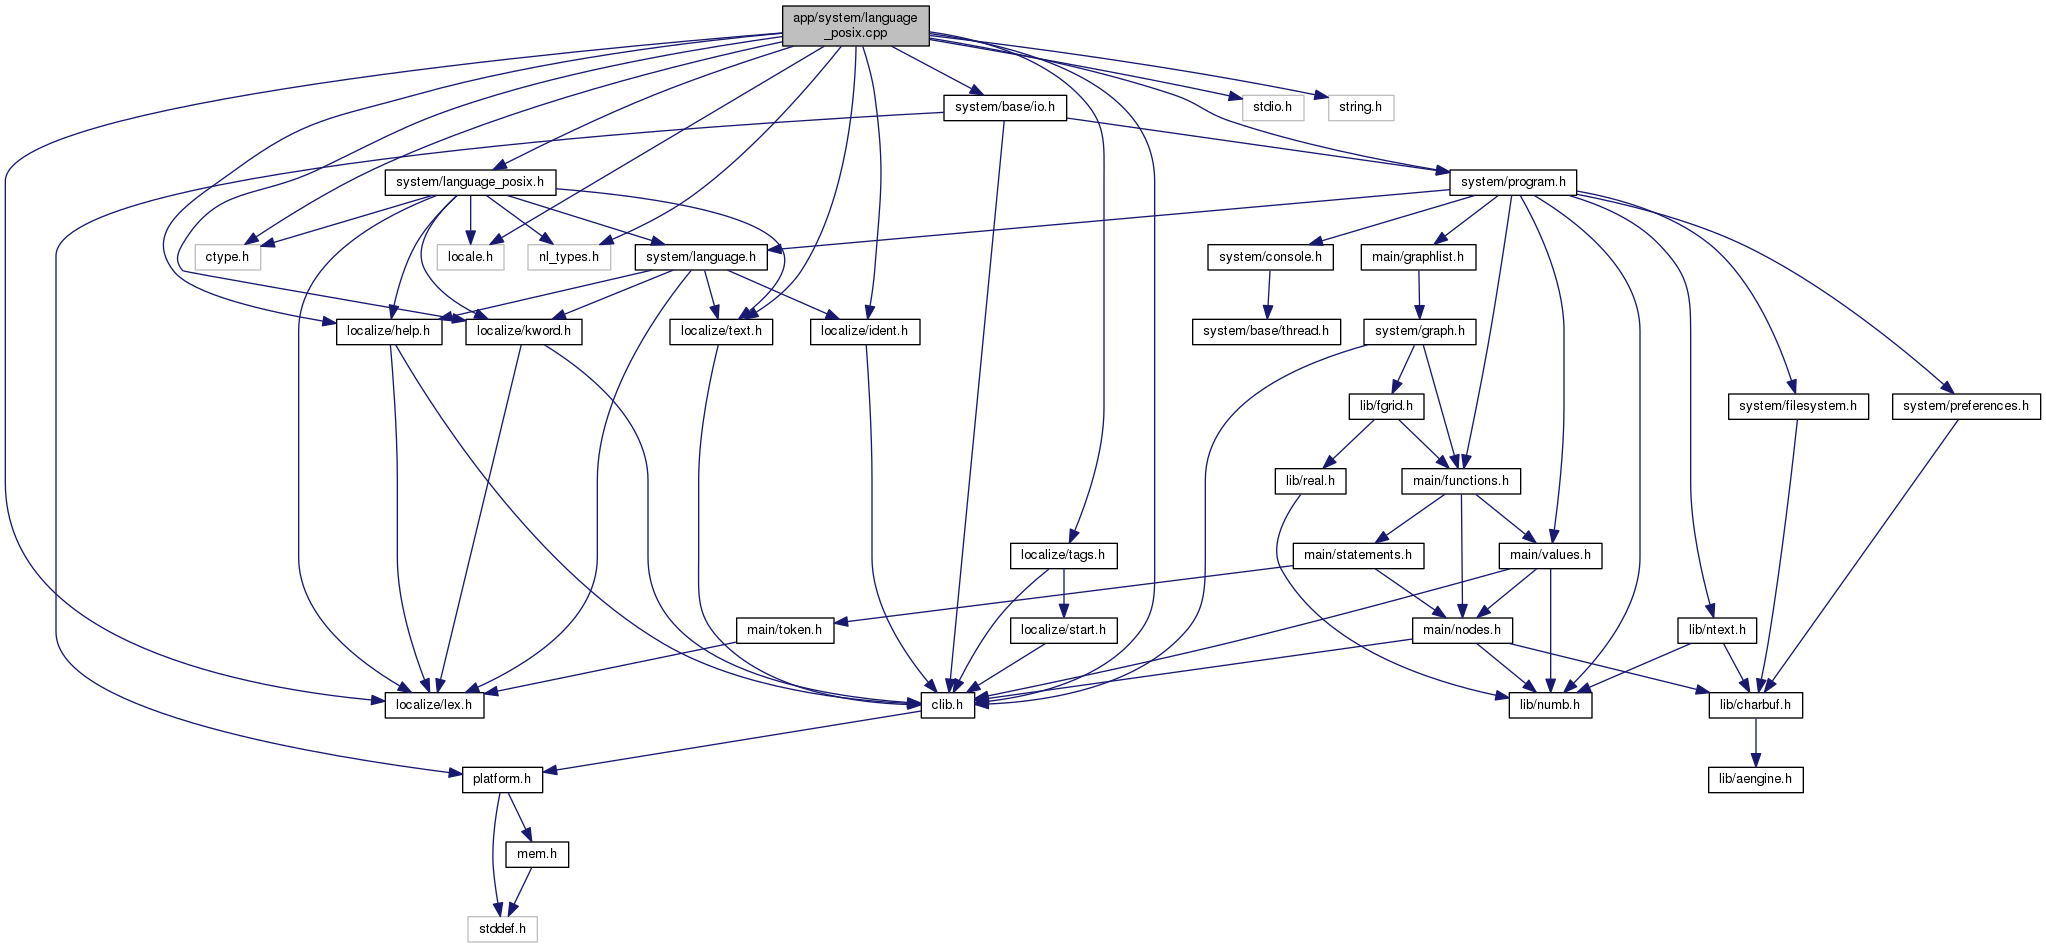 app/system/language
_posix.cpp
system/base/io.h
stdio.h
string.h
system/language_posix.h
system/program.h
ctype.h
locale.h
nl_types.h
system/language.h
system/console.h
main/graphlist.h
localize/help.h
localize/kword.h
localize/text.h
localize/ident.h
system/base/thread.h
system/graph.h
lib/fgrid.h
system/filesystem.h
system/preferences.h
lib/real.h
main/functions.h
localize/tags.h
main/statements.h
main/values.h
main/token.h
localize/start.h
main/nodes.h
lib/ntext.h
localize/lex.h
clib.h
lib/numb.h
lib/charbuf.h
platform.h
lib/aengine.h
mem.h
stddef.h